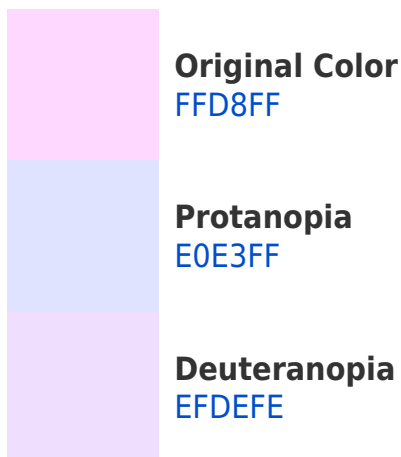 Original Color
FFD8FF
Protanopia
E0E3FF
Deuteranopia
EFDEFE